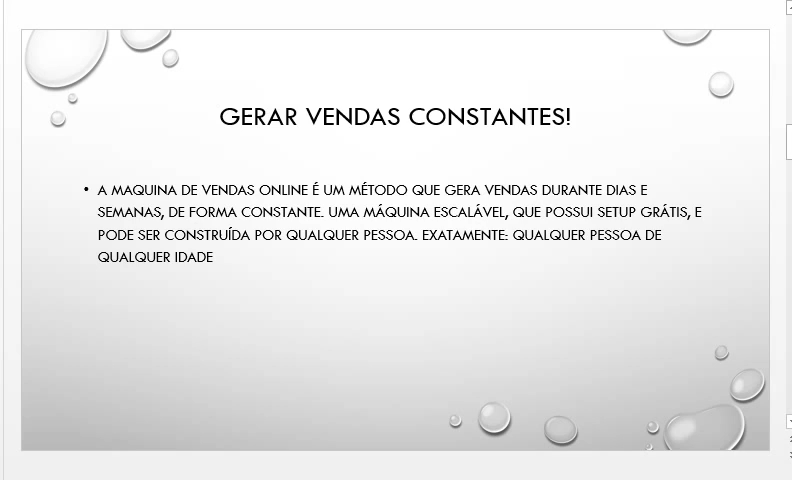 GERAR VENDAS CONSTANTES!
• A MAQUINA DE VENDAS ONLINE É UM MÉTODO QUE GERA VENDAS DURANTE DIAS E
SEMANAS, DE FORMA CONSTANTE. UMA MÁQUINA ESCALÁVEL, QUE POSSUI SETUP GRÁTIS, E
PODE SER CONSTRUÍDA POR QUALQUER PESSOA. EXATAMENTE: QUALQUER PESSOA DE
QUALQUER IDADE